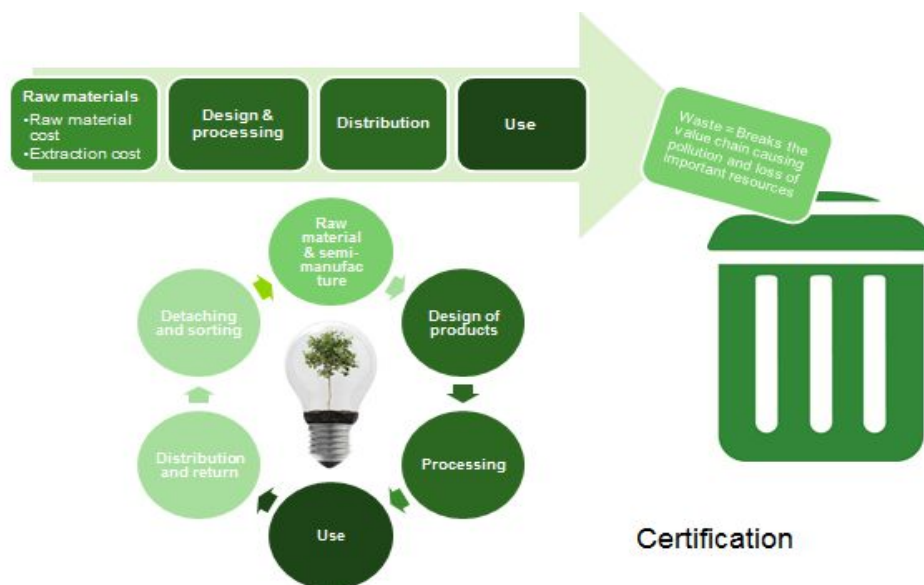 Raw materials
•Raw material
cost
•Extraction cost
Design &
processing
Distribution
Use
Waste = Breaks the
value chain causing
pollution and loss of
important resources
Raw
material
& semi-
manufac
ture
Design of
products
Processing
Use
Distribution
and return
Detaching
and sorting
Certification